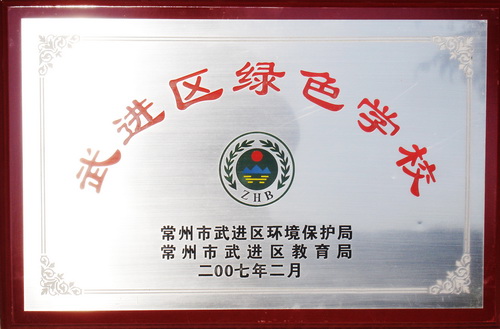 武进区绿色学校
ZHB
常州市武进区环境保护局
常州市武进区教育局
二00七年二月